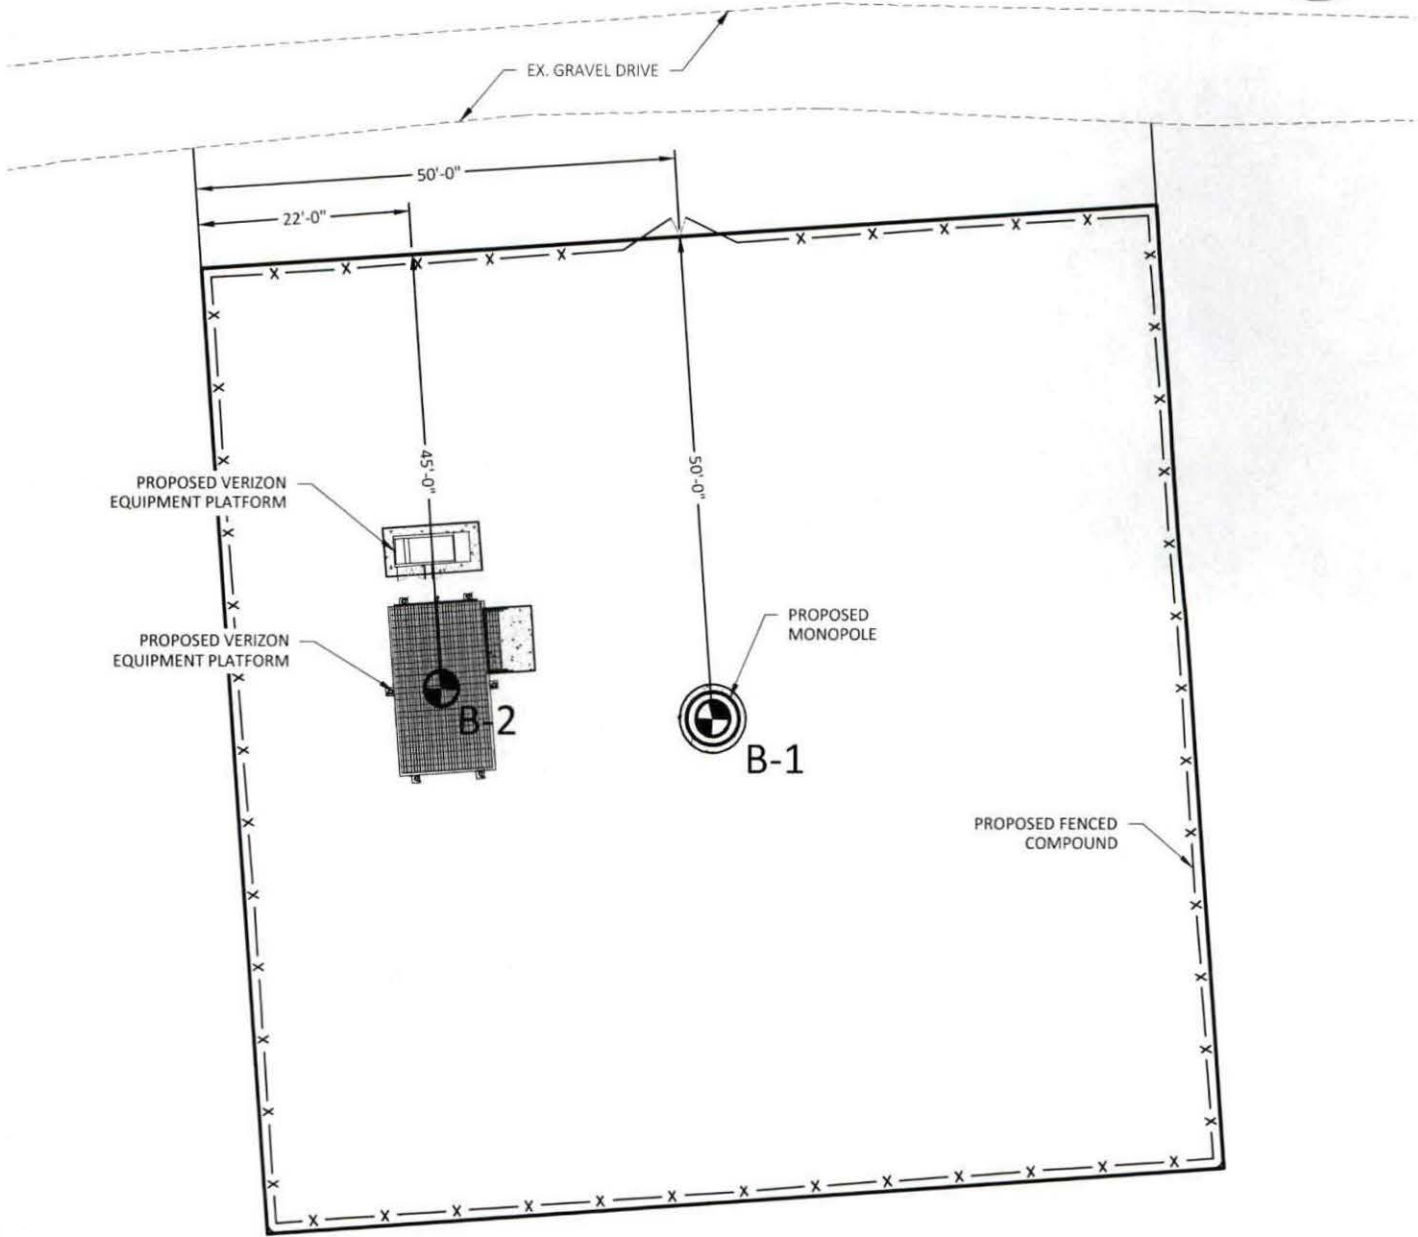 EX. GRAVEL DRIVE
50'-0"
22'-0"
45'-0"
50'-0"
PROPOSED VERIZON
EQUIPMENT PLATFORM
PROPOSED VERIZON
EQUIPMENT PLATFORM
PROPOSED
MONOPOLE
B-2
B-1
PROPOSED FENCED
COMPOUND